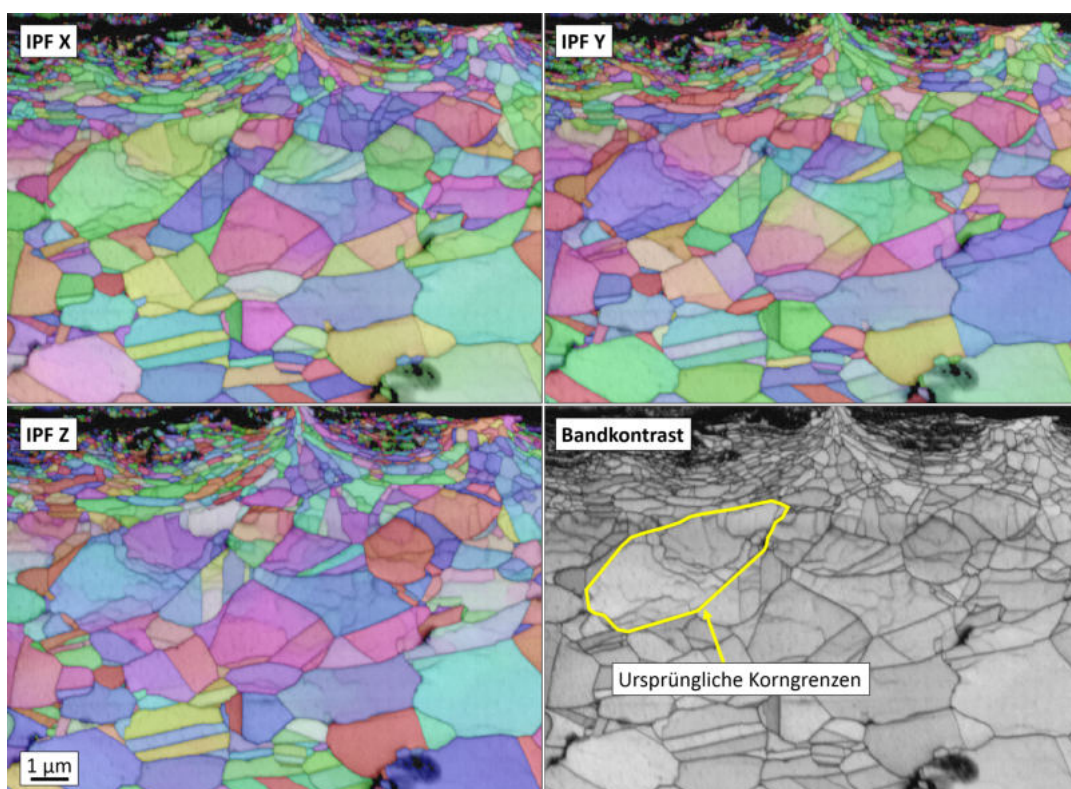 IPF X
IPF Y
IPF Z
Bandkontrast
Ursprüngliche Korngrenzen
1 µm